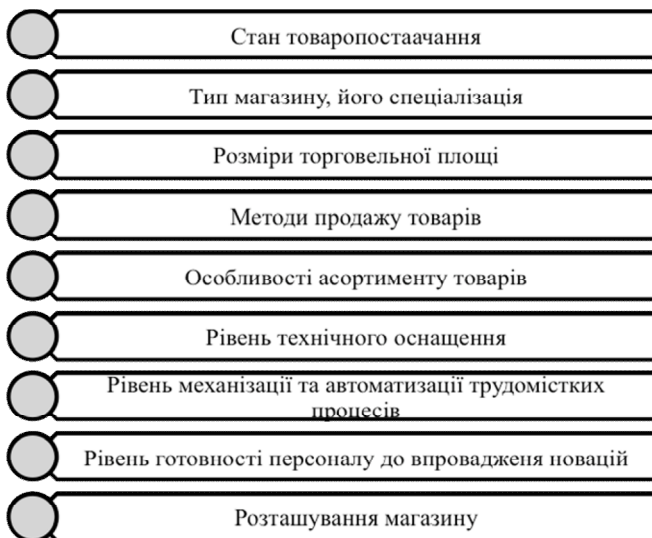 Стан товаропостаачання
Тип магазину, його спеціалізація
Розміри торговельної площі
Методи продажу товарів
Особливості асортименту товарів
Рівень технічного оснащення
Рівень механізації та автоматизації трудомістких
процесів
Рівень готовності персоналу до впровадженя новацій
Розташування магазину